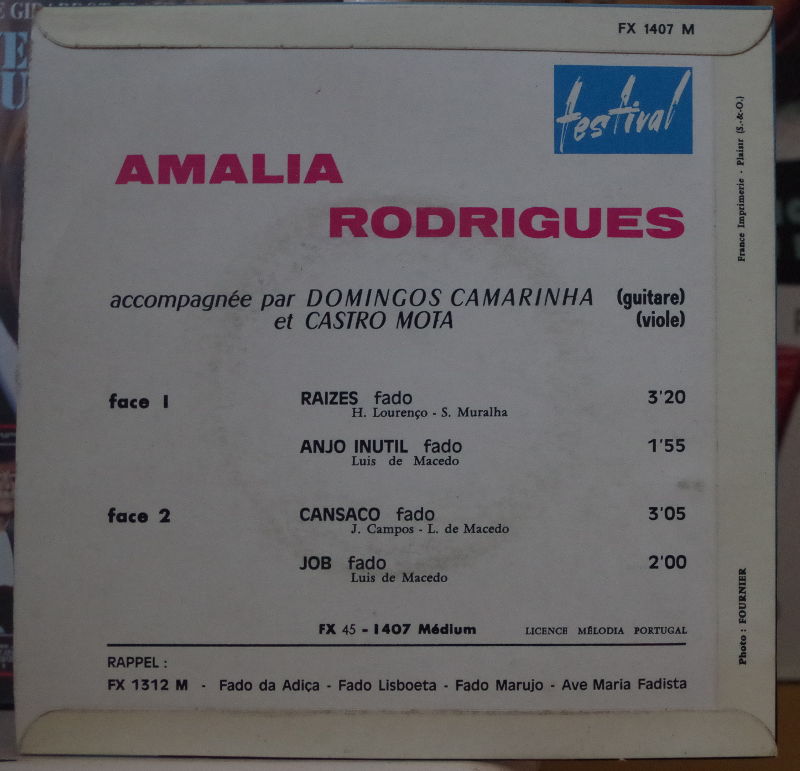 FX 1407 M
festival
AMALIA
RODRIGUES
accompagnée par DOMINGOS CAMARINHA (guitare)
et CASTRO MOTA (viole)
face 1
RAIZES fado 3'20
H. Lourenço - S. Muralha
ANJO INUTIL fado 1'55
Luis de Macedo
face 2
CANSACO fado 3'05
J. Campos - L. de Macedo
JOB fado 2'00
Luis de Macedo
FX 45 - 1407 Médium LICENCE MÉLODIA PORTUGAL
RAPPEL :
FX 1312 M - Fado da Adiça - Fado Lisboeta - Fado Marujo - Ave Maria Fadista
France Imprimerie - Plaisir (S.-&-O.)
Photo : FOURNIER